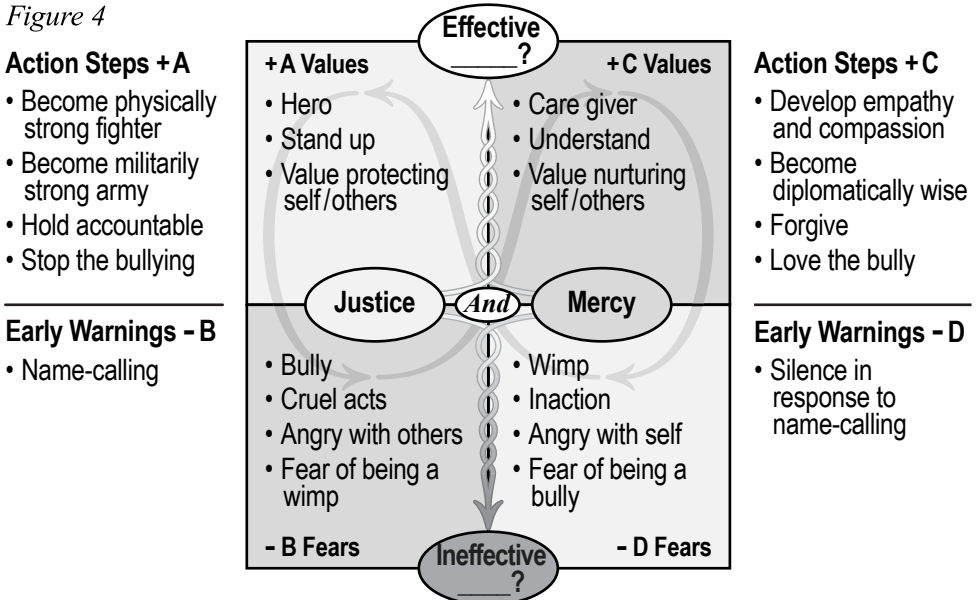 Figure 4
Action Steps +A
• Become physically
strong fighter
• Become militarily
strong army
• Hold accountable
• Stop the bullying
Early Warnings – B
• Name-calling
Effective
_____?
+A Values
• Hero
• Stand up
• Value protecting
self/others
+C Values
• Care giver
• Understand
• Value nurturing
self/others
Justice
And
Mercy
• Bully
• Cruel acts
• Angry with others
• Fear of being a
wimp
– B Fears
• Wimp
• Inaction
• Angry with self
• Fear of being a
bully
– D Fears
Ineffective
_____?
Action Steps +C
• Develop empathy
and compassion
• Become
diplomatically wise
• Forgive
• Love the bully
Early Warnings – D
• Silence in
response to
name-calling